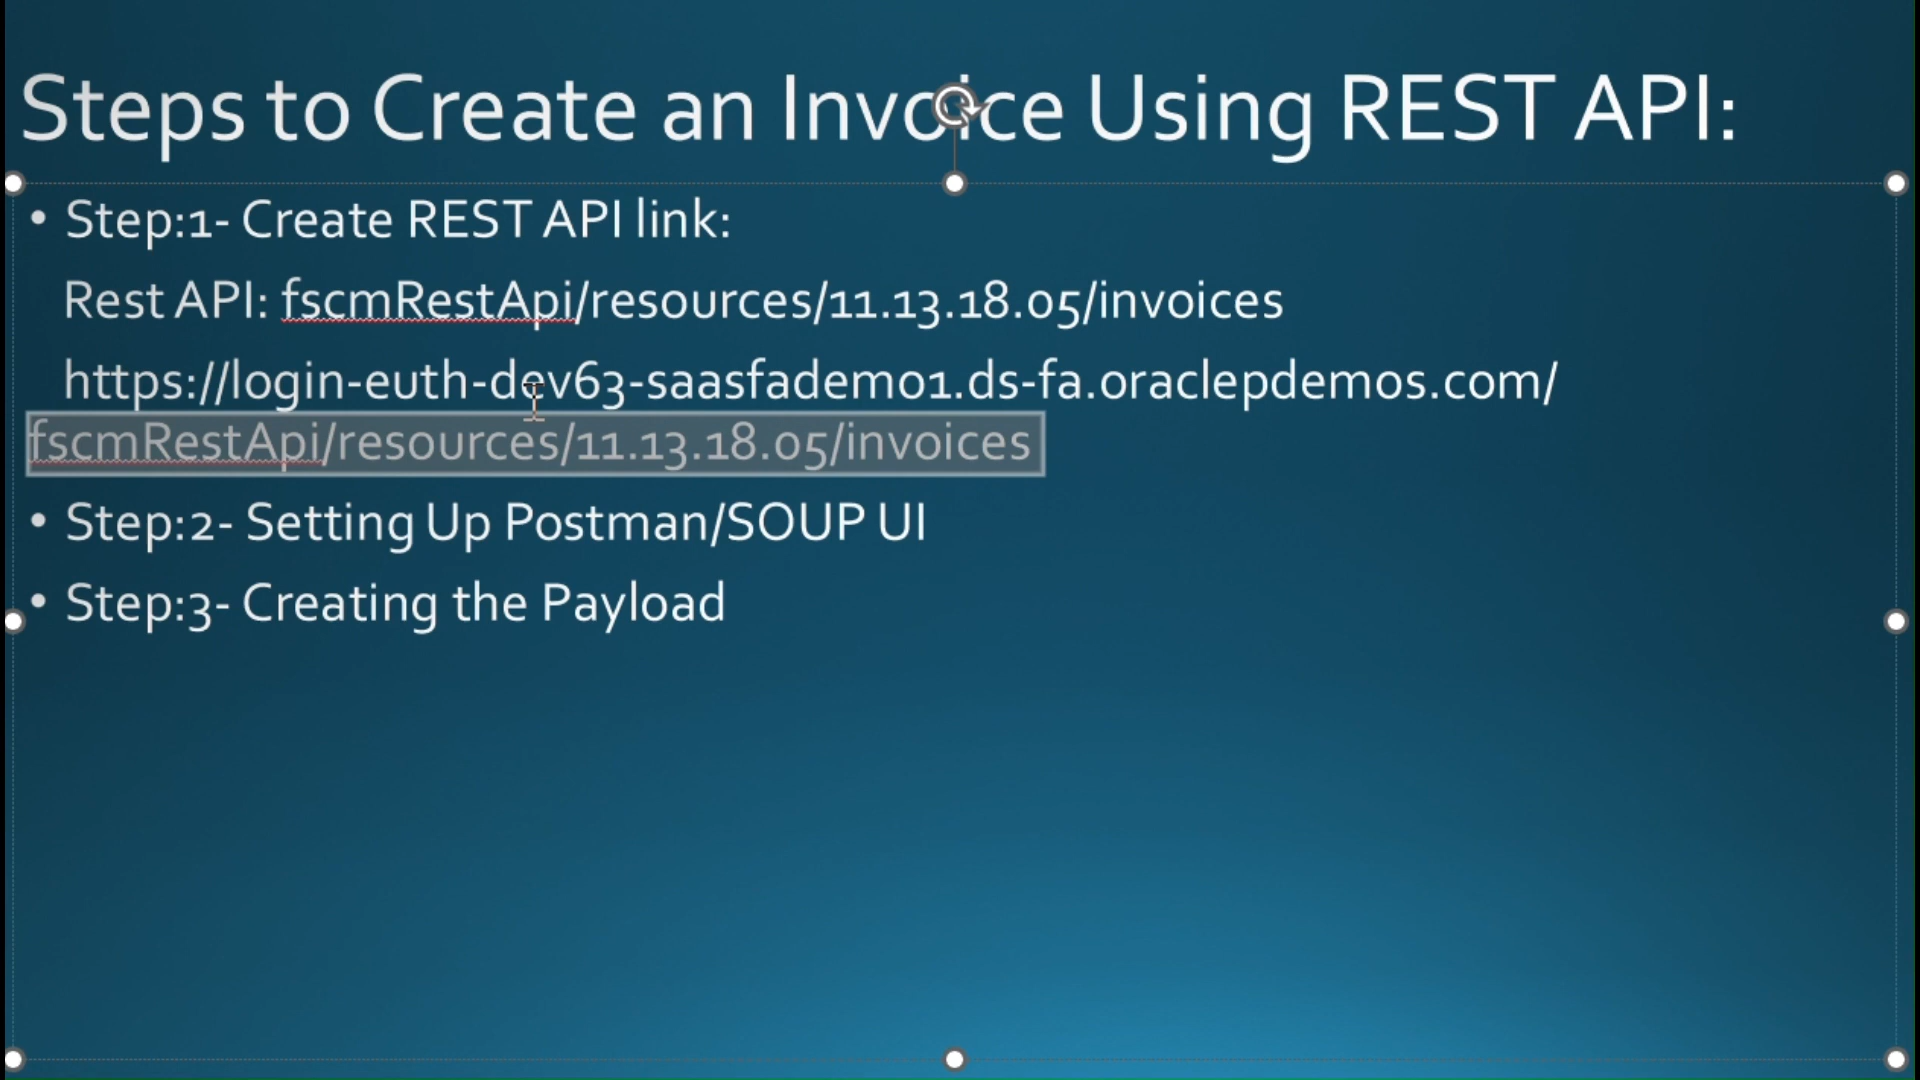 Steps to Create an Invoice Using REST API:
• Step:1- Create REST API link:
Rest API: fscmRestApi/resources/11.13.18.05/invoices
https://login-euth-dev63-saasfademo1.ds-fa.oraclepdemos.com/
fscmRestApi/resources/11.13.18.05/invoices
• Step:2- Setting Up Postman/SOUP UI
• Step:3- Creating the Payload